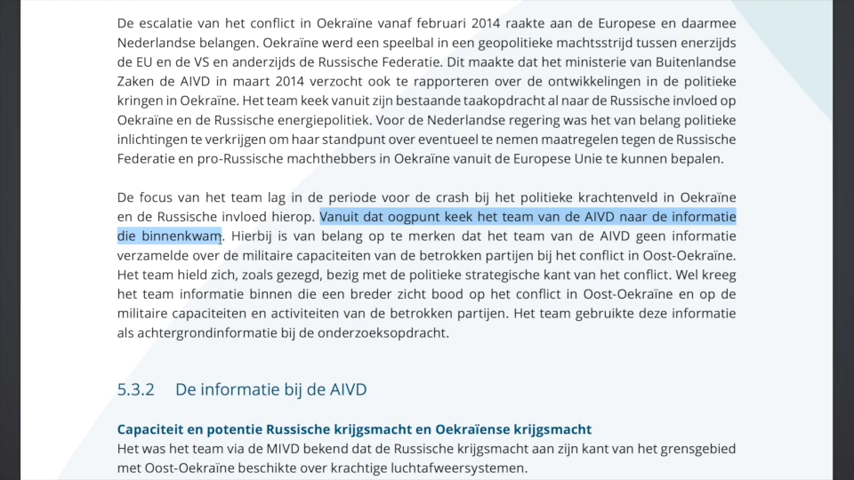 De escalatie van het conflict in Oekraïne vanaf februari 2014 raakte aan de Europese en daarmee
Nederlandse belangen. Oekraïne werd een speelbal in een geopolitieke machtsstrijd tussen enerzijds
de EU en de VS en anderzijds de Russische Federatie. Dit maakte dat het ministerie van Buitenlandse
Zaken de AIVD in maart 2014 verzocht ook te rapporteren over de ontwikkelingen in de politieke
kringen in Oekraïne. Het team keek vanuit zijn bestaande taakopdracht al naar de Russische invloed op
Oekraïne en de Russische energiepolitiek. Voor de Nederlandse regering was het van belang politieke
inlichtingen te verkrijgen om haar standpunt over eventueel te nemen maatregelen tegen de Russische
Federatie en pro-Russische machthebbers in Oekraïne vanuit de Europese Unie te kunnen bepalen.
De focus van het team lag in de periode voor de crash bij het politieke krachtenveld in Oekraïne
en de Russische invloed hierop. Vanuit dat oogpunt keek het team van de AIVD naar de informatie
die binnenkwam. Hierbij is van belang op te merken dat het team van de AIVD geen informatie
verzamelde over de militaire capaciteiten van de betrokken partijen bij het conflict in Oost-Oekraïne.
Het team hield zich, zoals gezegd, bezig met de politieke strategische kant van het conflict. Wel kreeg
het team informatie binnen die een breder zicht bood op het conflict in Oost-Oekraïne en op de
militaire capaciteiten en activiteiten van de betrokken partijen. Het team gebruikte deze informatie
als achtergrondinformatie bij de onderzoeksopdracht.
5.3.2 De informatie bij de AIVD
Capaciteit en potentie Russische krijgsmacht en Oekraïense krijgsmacht
Het was het team via de MIVD bekend dat de Russische krijgsmacht aan zijn kant van het grensgebied
met Oost-Oekraïne beschikte over krachtige luchtafweersystemen.